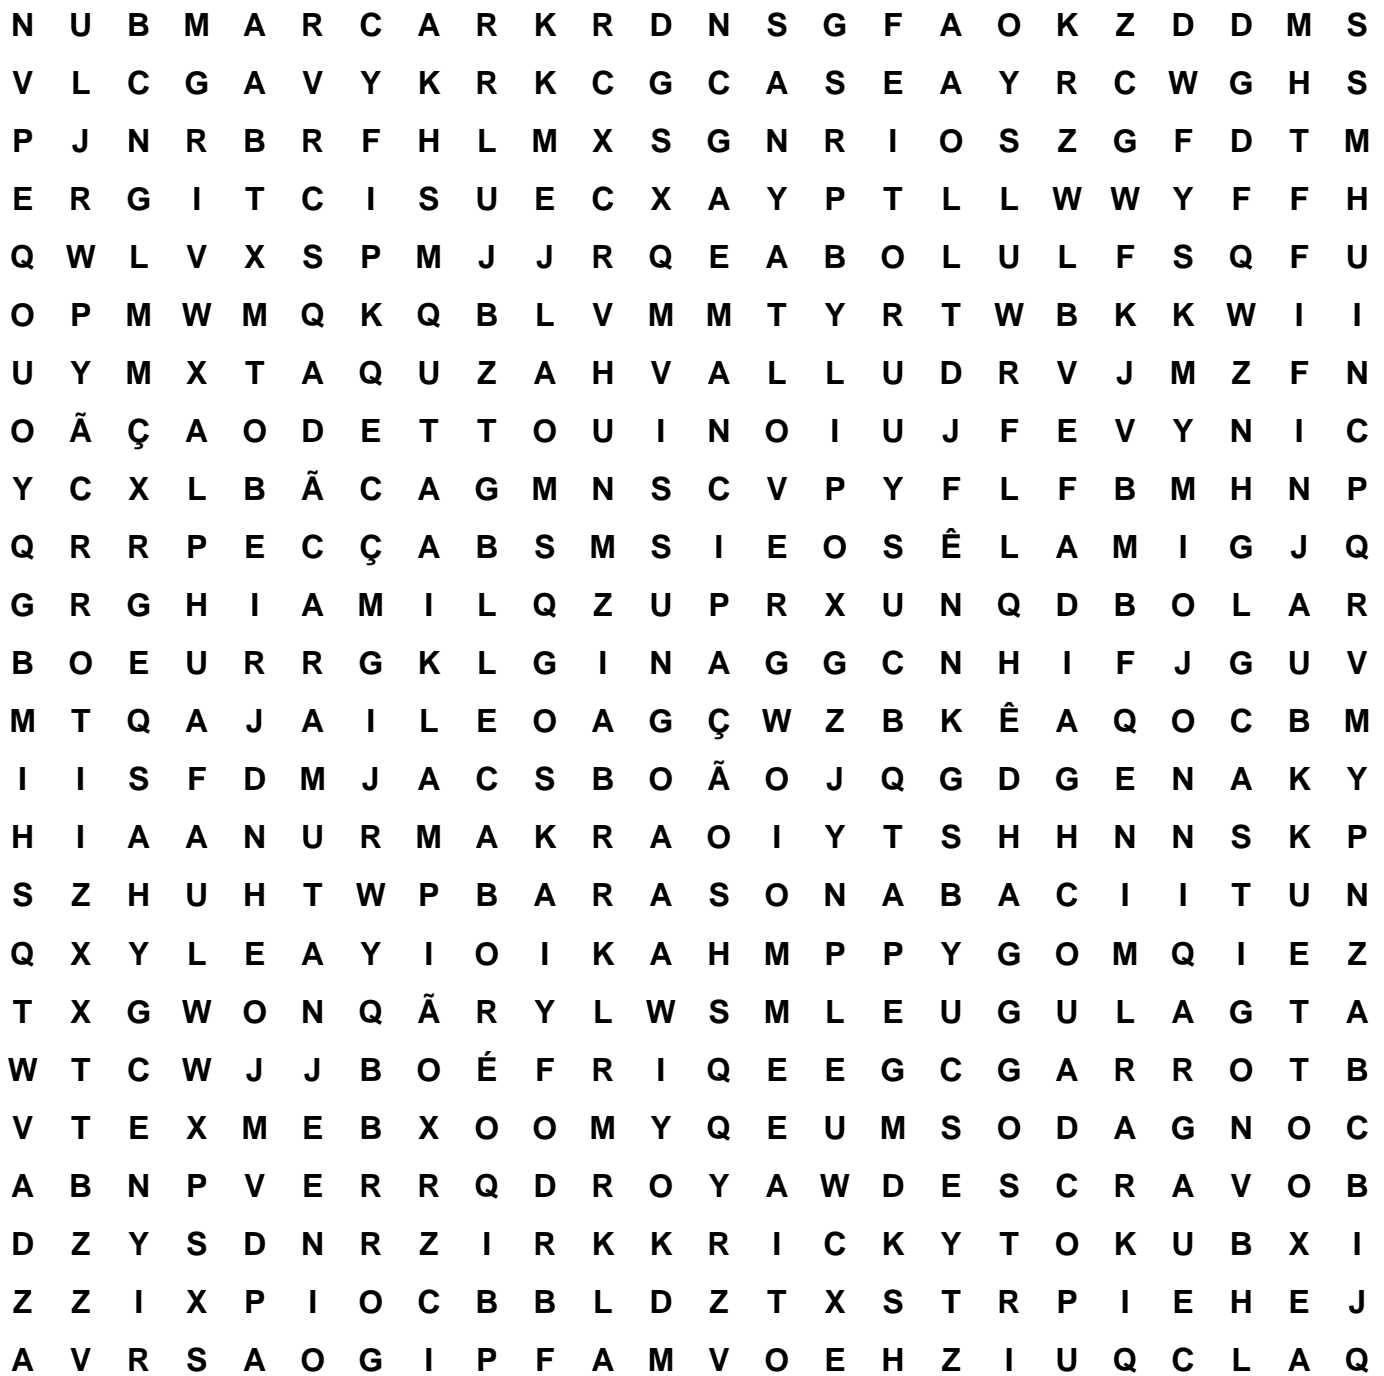 N U B M A R C A R K R D N S G F A O K Z D D M S
V L C G A V Y K R K C G C A S E A Y R C W G H S
P J N R B R F H L M X S G N R I O S Z G F D T M
E R G I T C I S U E C X A Y P T L L W W Y F F H
Q W L V X S P M J J R Q E A B O L U L F S Q F U
O P M W M Q K Q B L V M M T Y R T W B K K W I I
U Y M X T A Q U Z A H V A L L U D R V J M Z F N
O Ã Ç A O D E T T O U I N O I U J F E V Y N I C
Y C X L B Ã C A G M N S C V P Y F L F B M H N P
Q R R P E C Ç A B S M S I E O S Ê L A M I G J Q
G R G H I A M I L Q Z U P R X U N Q D B O L A R
B O E U R R G K L G I N A G G C N H I F J G U V
M T Q A J A I L E O A G Ç W Z B K Ê A Q O C B M
I I S F D M J A C S B O Ã O J Q G D G E N A K Y
H I A A N U R M A K R A O I Y T S H H N N S K P
S Z H U H T W P B A R A S O N A B A C I I T U N
Q X Y L E A Y I O I K A H M P P Y G O M Q I E Z
T X G W O N Q Ã R Y L W S M L E U G U L A G T A
W T C W J J B O É F R I Q E E G C G A R R O T B
V T E X M E B X O O M Y Q E U M S O D A G N O C
A B N P V E R R Q D R O Y A W D E S C R A V O B
D Z Y S D N R Z I R K K R I C K Y T O K U B X I
Z Z I X P I O C B B L D Z T X S T R P I E H E J
A V R S A O G I P F A M V O E H Z I U Q C L A Q